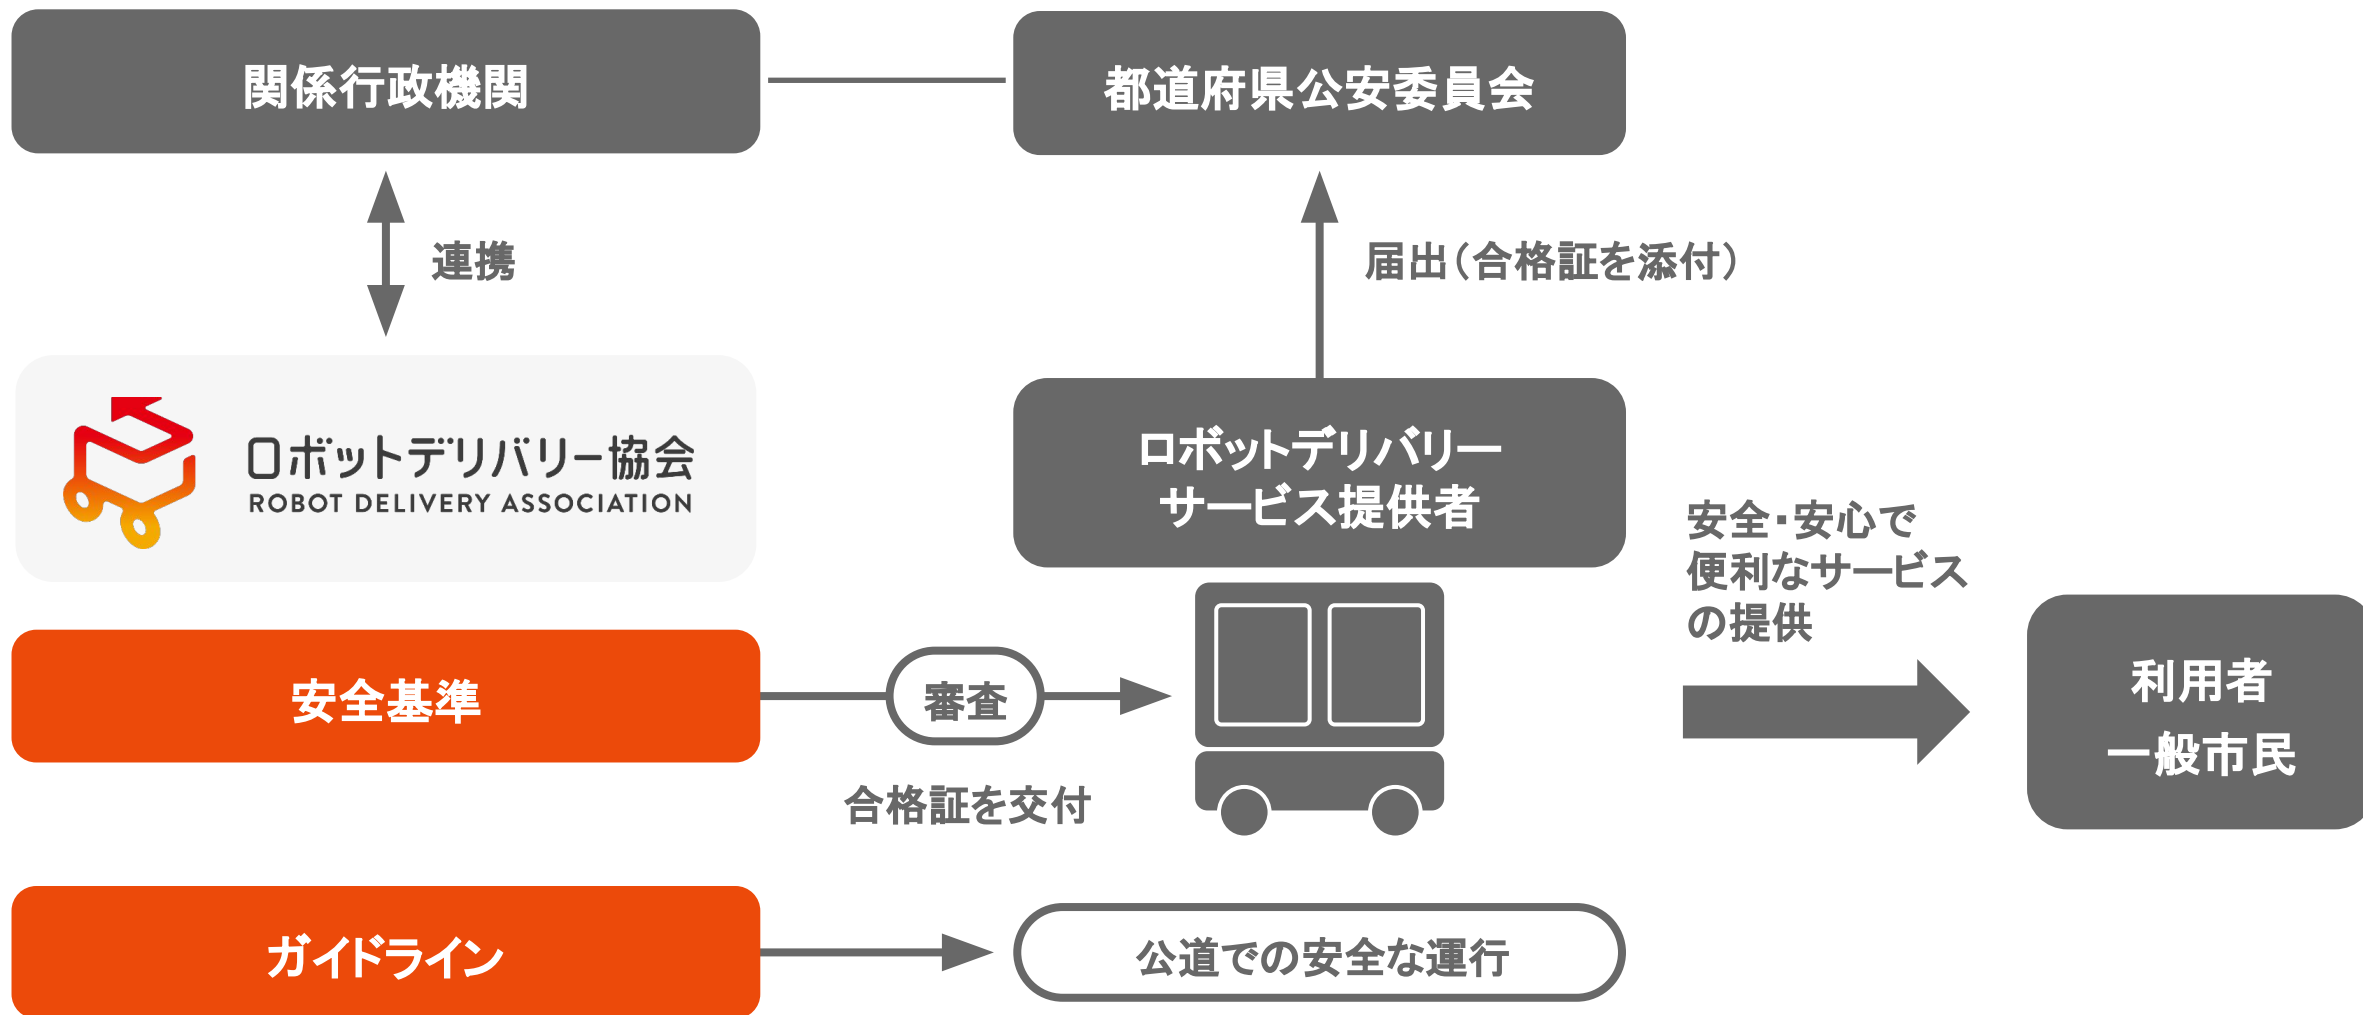 関係行政機関
都道府県公安委員会
連携
届出(合格証を添付)
ロボットデリバリー協会
ROBOT DELIVERY ASSOCIATION
ロボットデリバリー
サービス提供者
安全・安心で
便利なサービス
の提供
安全基準
審査
合格証を交付
利用者
一般市民
ガイドライン
公道での安全な運行